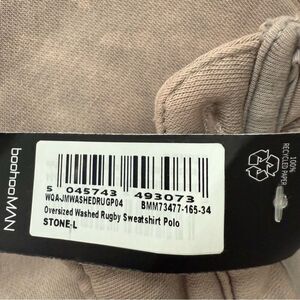 boohooMAN
5 045743 493073
WQA-JMWASHEDRUGP04 BMM73477-165-34
Oversized Washed Rugby Sweatshirt Polo
STONE-L
100%
RECYCLED PAPER